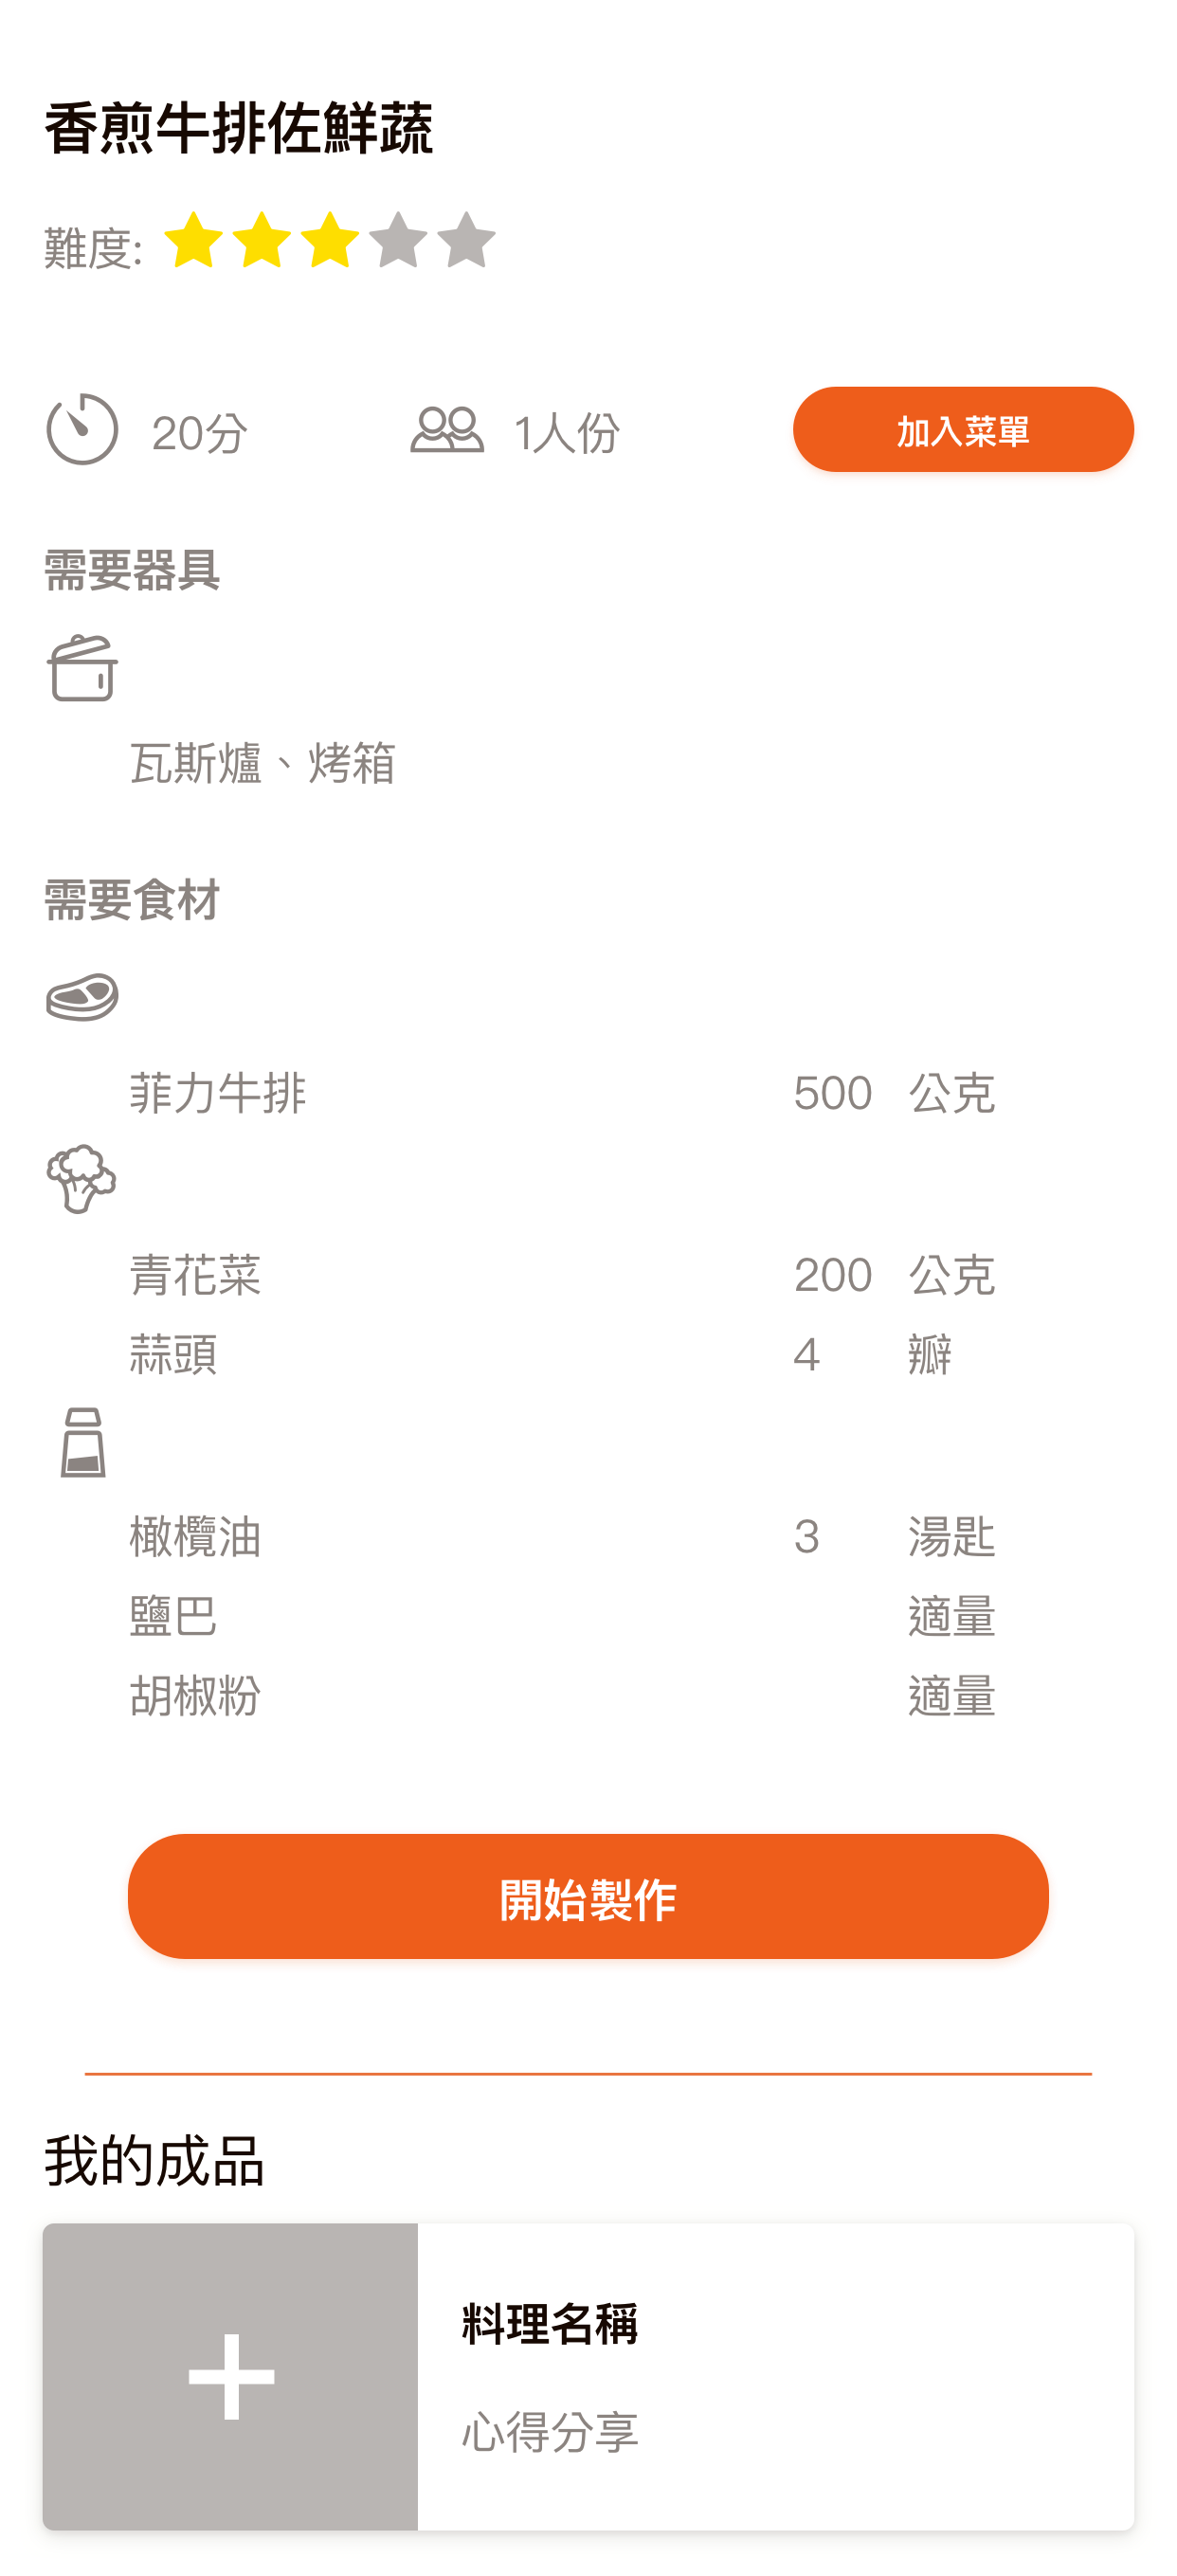 香煎牛排佐鮮蔬
難度:
20分 1人份 加入菜單
需要器具
瓦斯爐、烤箱
需要食材
菲力牛排 500 公克
青花菜 200 公克
蒜頭 4 瓣
橄欖油 3 湯匙
鹽巴 適量
胡椒粉 適量
開始製作
我的成品
料理名稱
心得分享